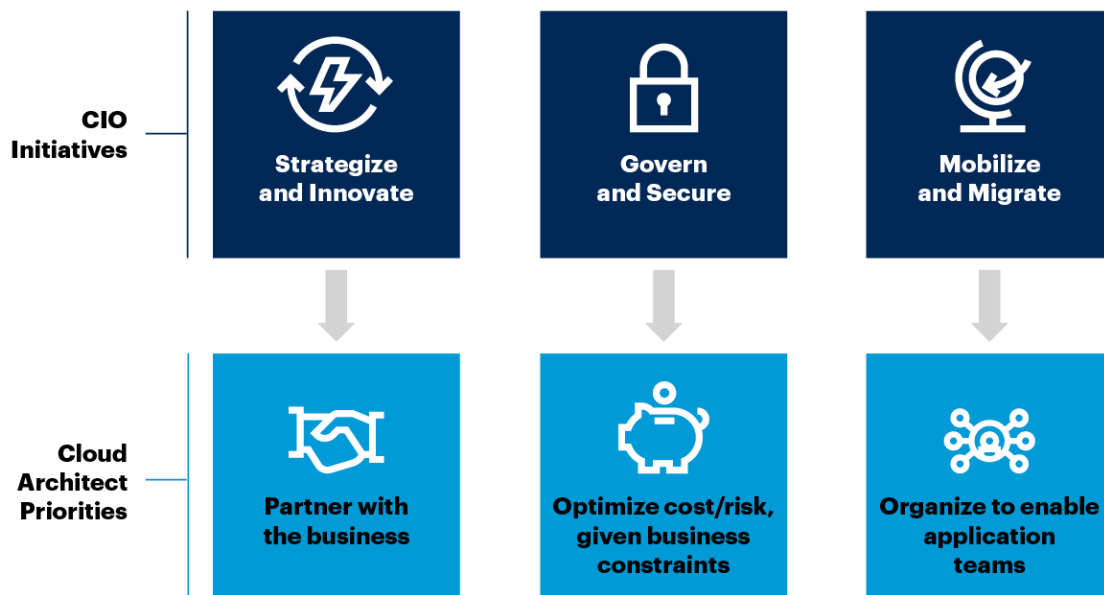 CIO
Initiatives
Strategize
and Innovate
Govern
and Secure
Mobilize
and Migrate
Cloud
Architect
Priorities
Partner with
the business
Optimize cost/risk,
given business
constraints
Organize to enable
application
teams